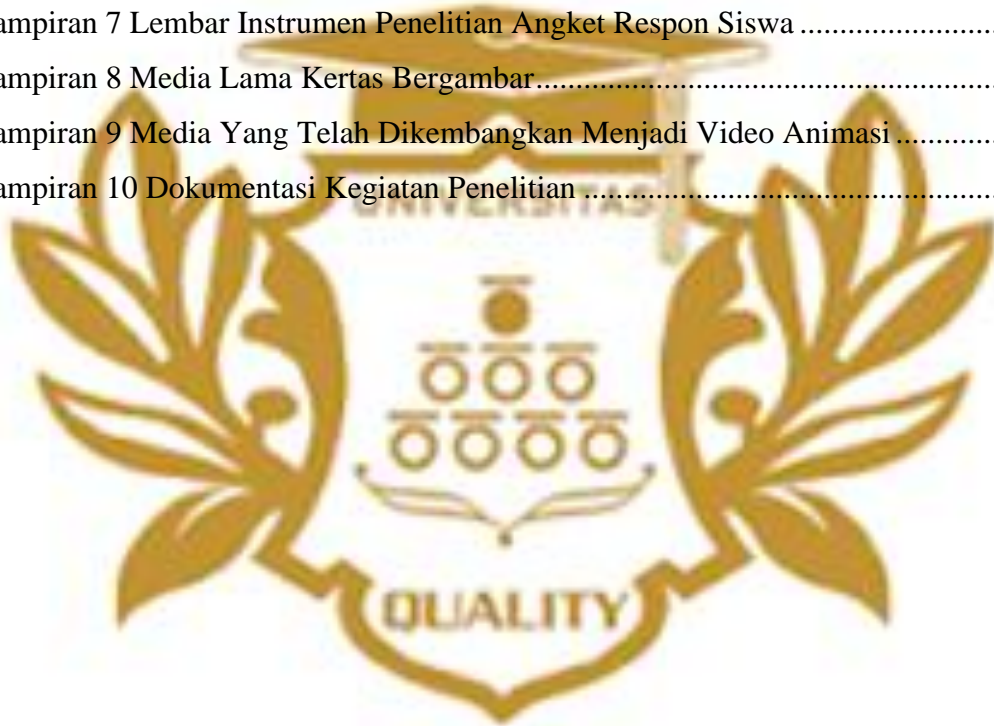 ampiran 7 Lembar Instrumen Penelitian Angket Respon Siswa ......................
ampiran 8 Media Lama Kertas Bergambar.....................................................
ampiran 9 Media Yang Telah Dikembangkan Menjadi Video Animasi ............
ampiran 10 Dokumentasi Kegiatan Penelitian ...............................................
UNIVERSITAS
QUALITY